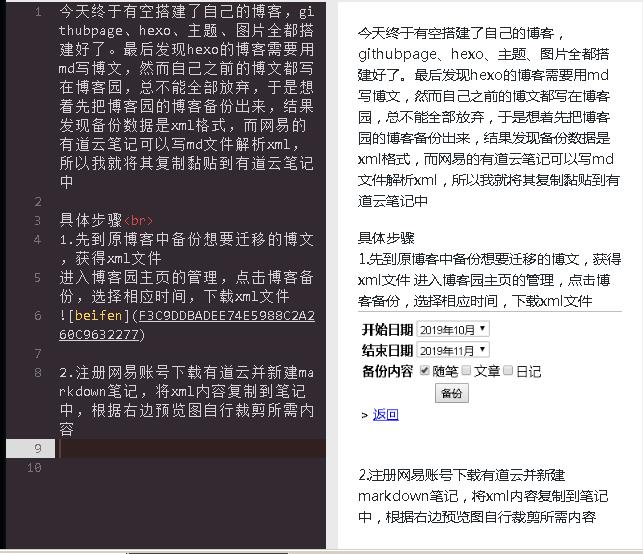 1 今天终于有空搭建了自己的博客，gi
thubpage、hexo、主题、图片全都搭
建好了。最后发现hexo的博客需要用
md写博文，然而自己之前的博文都写
在博客园，总不能全部放弃，于是想
着先把博客园的博客备份出来，结果
发现备份数据是xml格式，而网易的
有道云笔记可以写md文件解析xml，
所以我就将其复制黏贴到有道云笔记
中
2
3 具体步骤<br>
4 1.先到原博客中备份想要迁移的博文
，获得xml文件
5 进入博客园主页的管理，点击博客备
份，选择相应时间，下载xml文件
6 ![beifen](F3C9DDBADEE74E5988C2A2
60C9632277)
7
8 2.注册网易账号下载有道云并新建ma
rkdown笔记，将xml内容复制到笔记
中，根据右边预览图自行裁剪所需内
容
9
10
今天终于有空搭建了自己的博客，
githubpage、hexo、主题、图片全都搭
建好了。最后发现hexo的博客需要用md
写博文，然而自己之前的博文都写在博客
园，总不能全部放弃，于是想着先把博客
园的博客备份出来，结果发现备份数据是
xml格式，而网易的有道云笔记可以写md
文件解析xml，所以我就将其复制黏贴到有
道云笔记中
具体步骤
1.先到原博客中备份想要迁移的博文，获得
xml文件 进入博客园主页的管理，点击博
客备份，选择相应时间，下载xml文件
开始日期 2019年10月
结束日期 2019年11月
备份内容 随笔 文章 日记
备份
> 返回
2.注册网易账号下载有道云并新建
markdown笔记，将xml内容复制到笔记
中，根据右边预览图自行裁剪所需内容